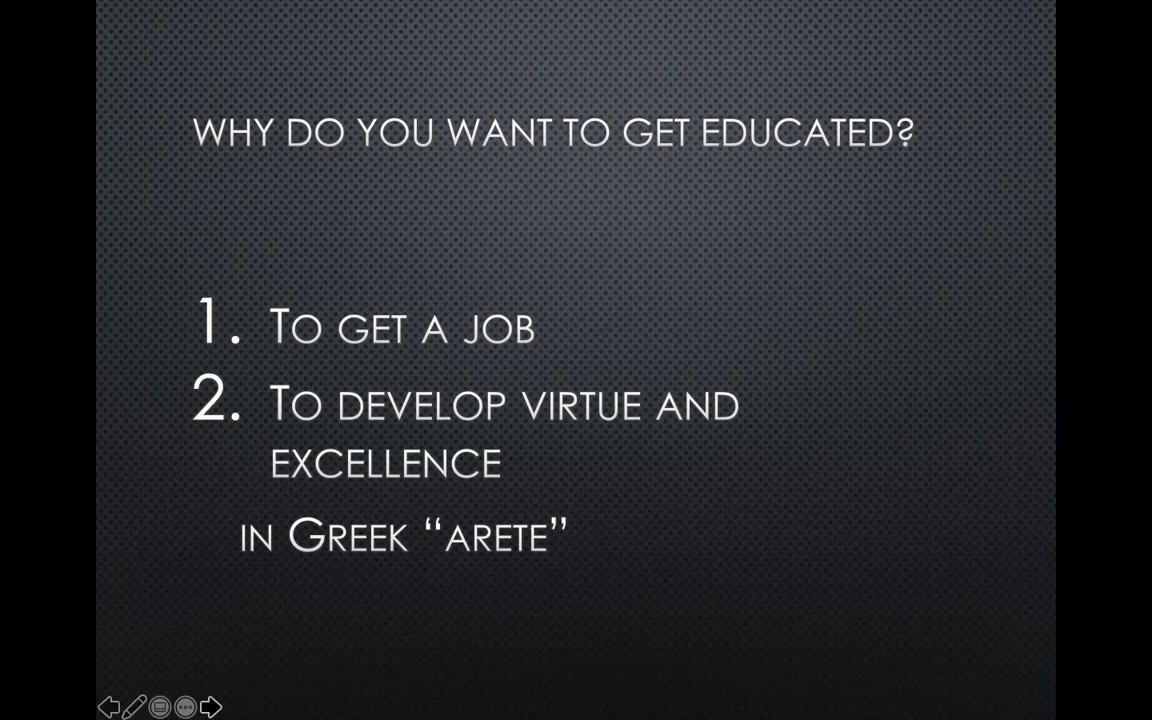 WHY DO YOU WANT TO GET EDUCATED?
1. TO GET A JOB
2. TO DEVELOP VIRTUE AND
EXCELLENCE
IN GREEK “ARETE”